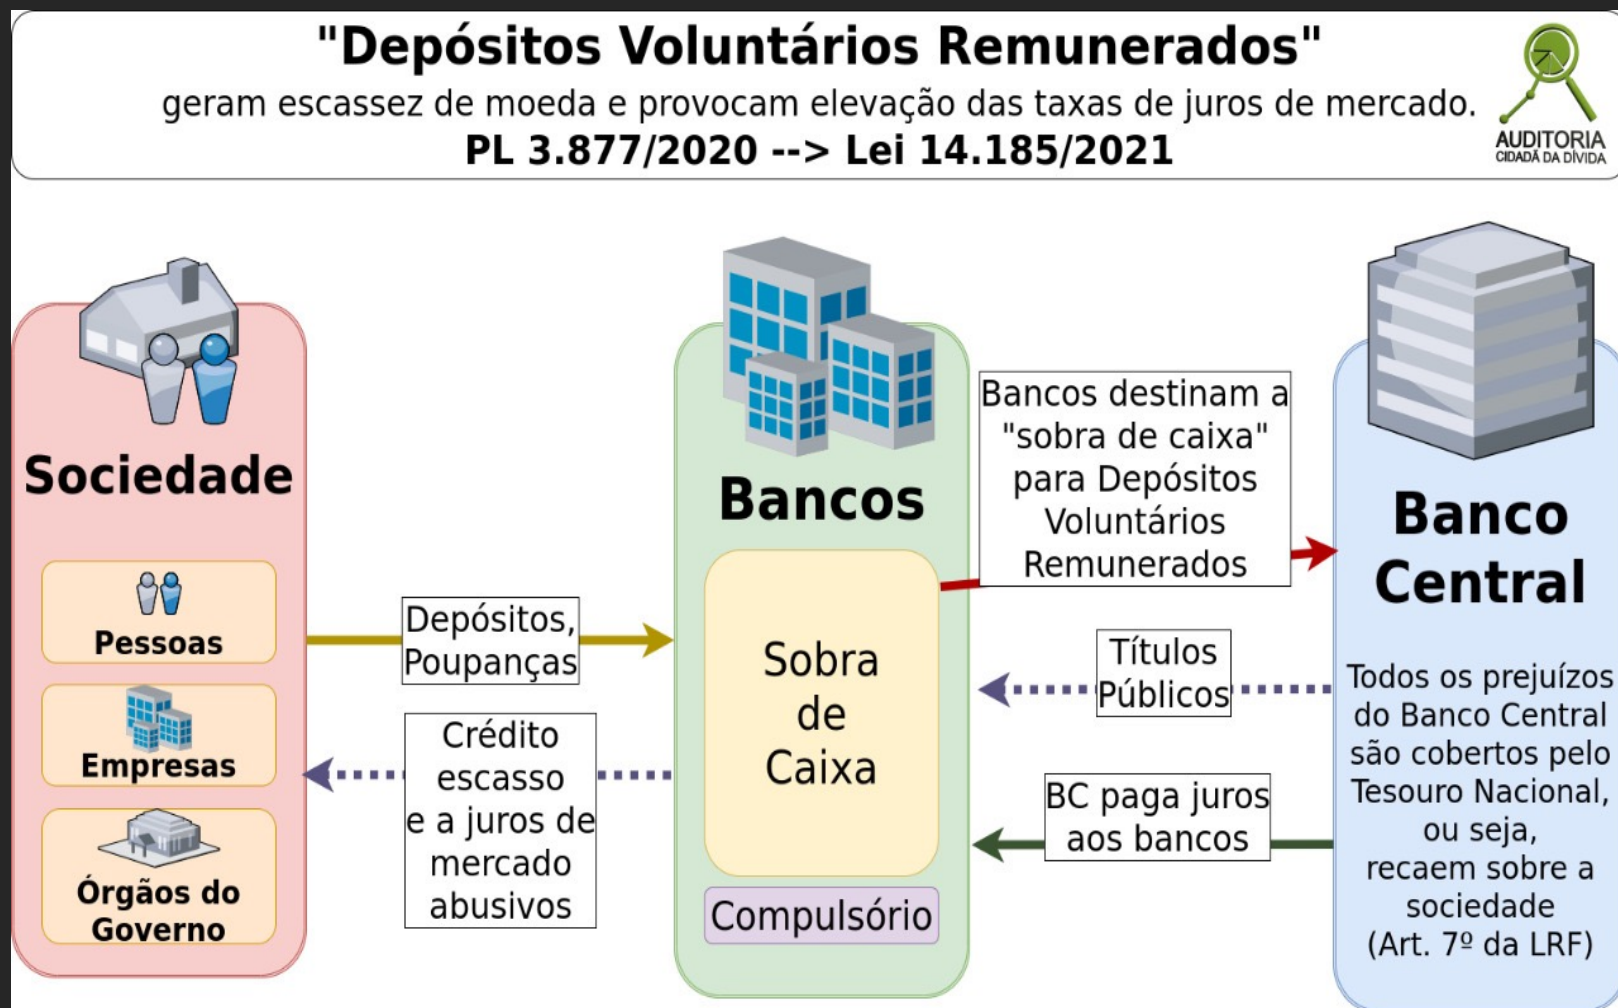 "Depósitos Voluntários Remunerados"
geram escassez de moeda e provocam elevação das taxas de juros de mercado.
PL 3.877/2020 --> Lei 14.185/2021
AUDITORIA
CIDADÃ DA DÍVIDA
Sociedade
Pessoas
Empresas
Órgãos do
Governo
Depósitos,
Poupanças
Crédito
escasso
e a juros de
mercado
abusivos
Bancos
Sobra
de
Caixa
Compulsório
Bancos destinam a
"sobra de caixa"
para Depósitos
Voluntários
Remunerados
Títulos
Públicos
BC paga juros
aos bancos
Banco
Central
Todos os prejuízos
do Banco Central
são cobertos pelo
Tesouro Nacional,
ou seja,
recaem sobre a
sociedade
(Art. 7º da LRF)